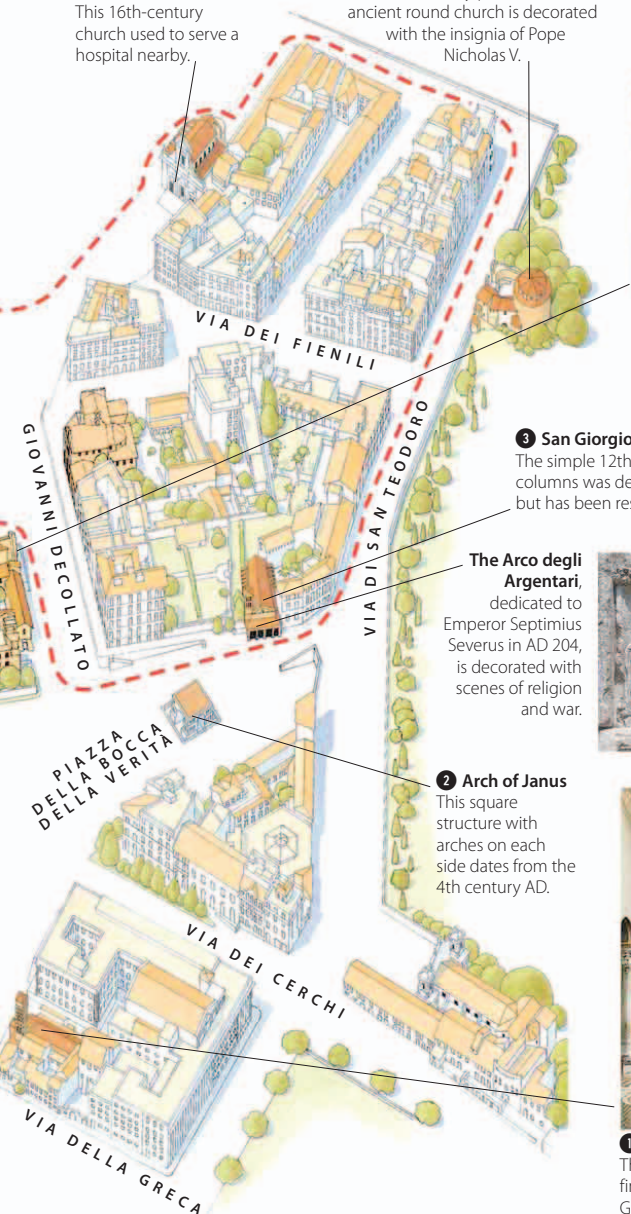 This 16th-century
church used to serve a
hospital nearby.
ancient round church is decorated
with the insignia of Pope
Nicholas V.
VIA DEI FIENILI
GIOVANNI DECOLLATO
VIA DI SAN TEODORO
3 San Giorgio
The simple 12th
columns was de
but has been res
The Arco degli
Argentari,
dedicated to
Emperor Septimius
Severus in AD 204,
is decorated with
scenes of religion
and war.
PIAZZA
DELLA BOCCA
DELLA VERITÀ
2 Arch of Janus
This square
structure with
arches on each
side dates from the
4th century AD.
VIA DEI CERCHI
VIA DELLA GRECA
1
Th
fin
G